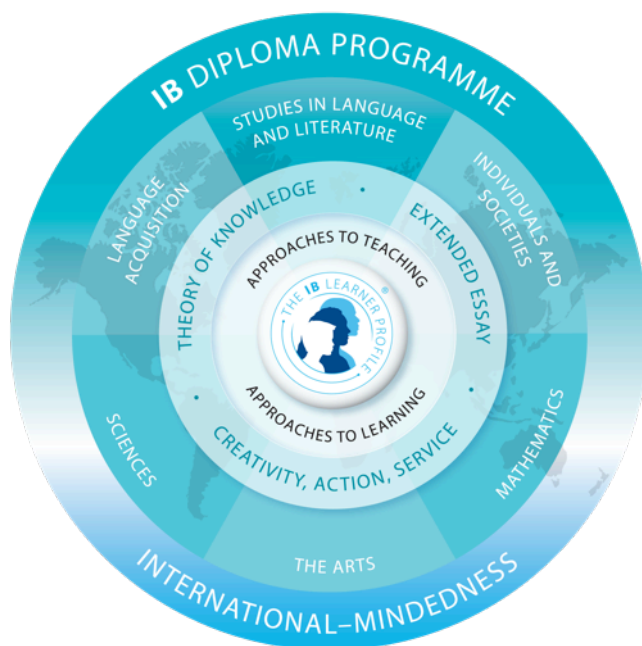 IB DIPLOMA PROGRAMME
STUDIES IN LANGUAGE
AND LITERATURE
LANGUAGE
ACQUISITION
INDIVIDUALS AND
SOCIETIES
THEORY OF KNOWLEDGE
·
EXTENDED ESSAY
APPROACHES TO TEACHING
· THE IB LEARNER PROFILE ·
®
APPROACHES TO LEARNING
·
CREATIVITY, ACTION, SERVICE
·
SCIENCES
MATHEMATICS
THE ARTS
INTERNATIONAL–MINDEDNESS